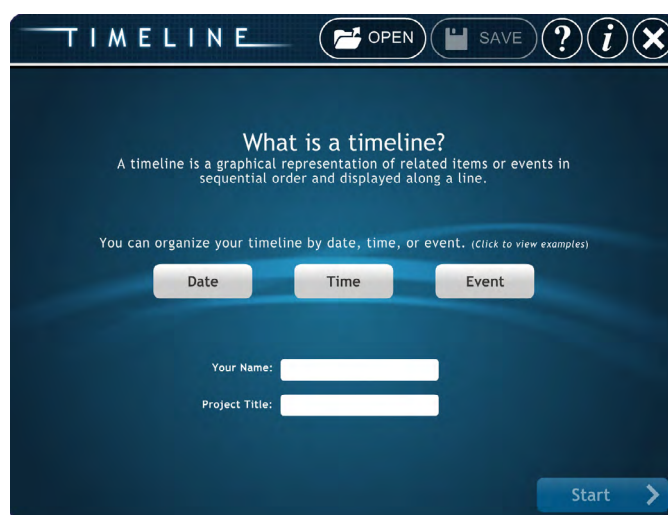 TIMELINE
OPEN
SAVE
?
i
What is a timeline?
A timeline is a graphical representation of related items or events in
sequential order and displayed along a line.
You can organize your timeline by date, time, or event. (Click to view examples)
Date
Time
Event
Your Name:
Project Title:
Start